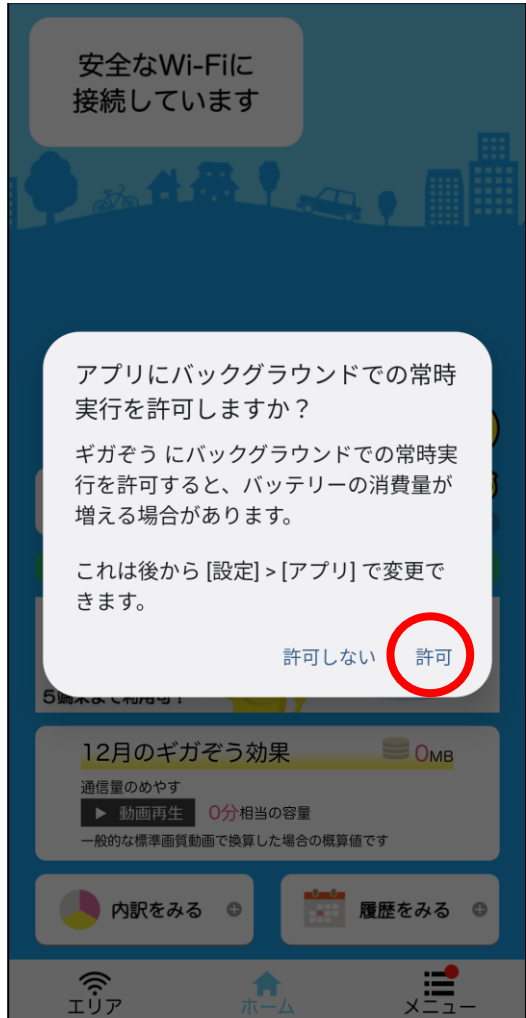 安全なWi-Fiに
接続しています
アプリにバックグラウンドでの常時
実行を許可しますか？
ギガぞう にバックグラウンドでの常時実
行を許可すると、バッテリーの消費量が
増える場合があります。
これは後から [設定] > [アプリ] で変更で
きます。
許可しない
許可
5端末まで利用可！
12月のギガぞう効果
0MB
通信量のめやす
動画再生
0分相当の容量
一般的な標準画質動画で換算した場合の概算値です
内訳をみる
履歴をみる
エリア
ホーム
メニュー